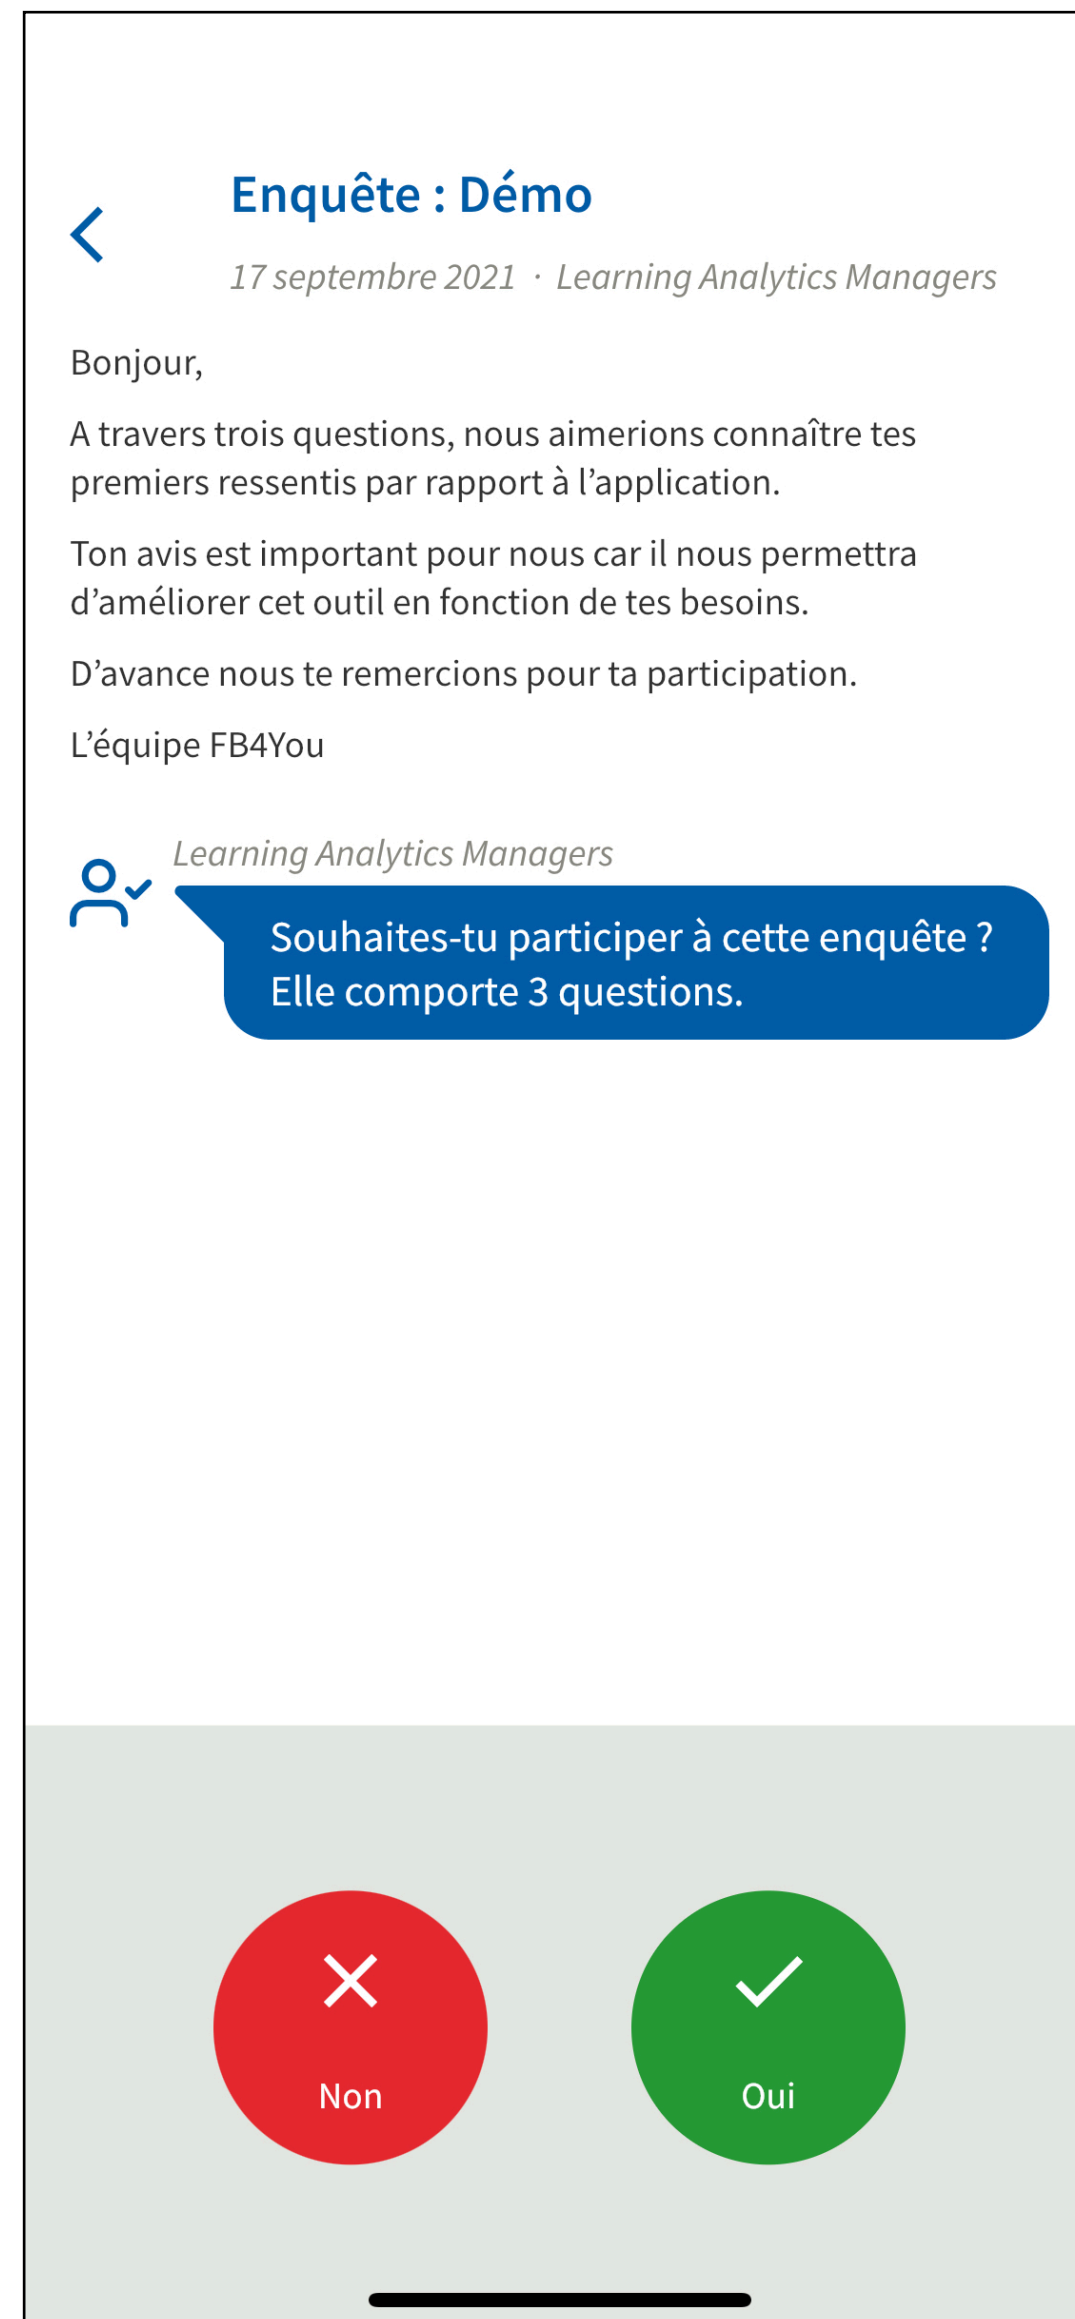 Enquête : Démo
17 septembre 2021 · Learning Analytics Managers
Bonjour,
A travers trois questions, nous aimerions connaître tes
premiers ressentis par rapport à l’application.
Ton avis est important pour nous car il nous permettra
d’améliorer cet outil en fonction de tes besoins.
D’avance nous te remercions pour ta participation.
L’équipe FB4You
Learning Analytics Managers
Souhaites-tu participer à cette enquête ?
Elle comporte 3 questions.
Non
Oui